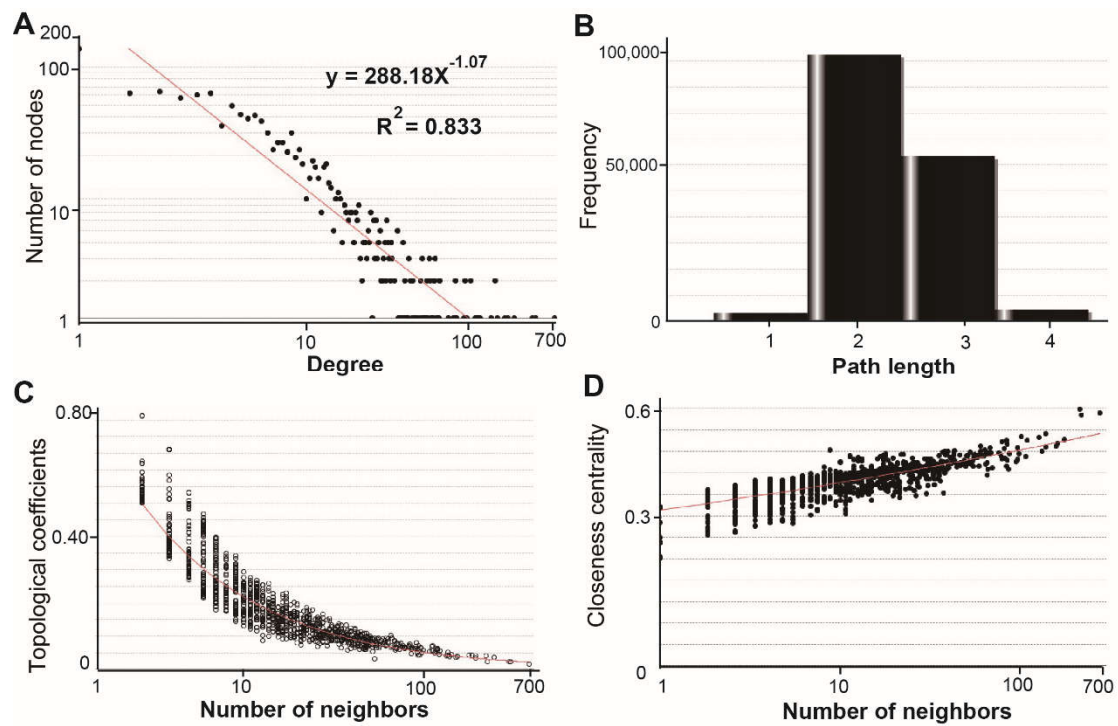 A
200
100
10
1
Number of nodes
y = 288.18X^-1.07
R^2 = 0.833
1
10
100
700
Degree
B
100,000
50,000
0
Frequency
1
2
3
4
Path length
C
0.80
0.40
0
Topological coefficients
1
10
100
700
Number of neighbors
D
0.6
0.3
0
Closeness centrality
1
10
100
700
Number of neighbors